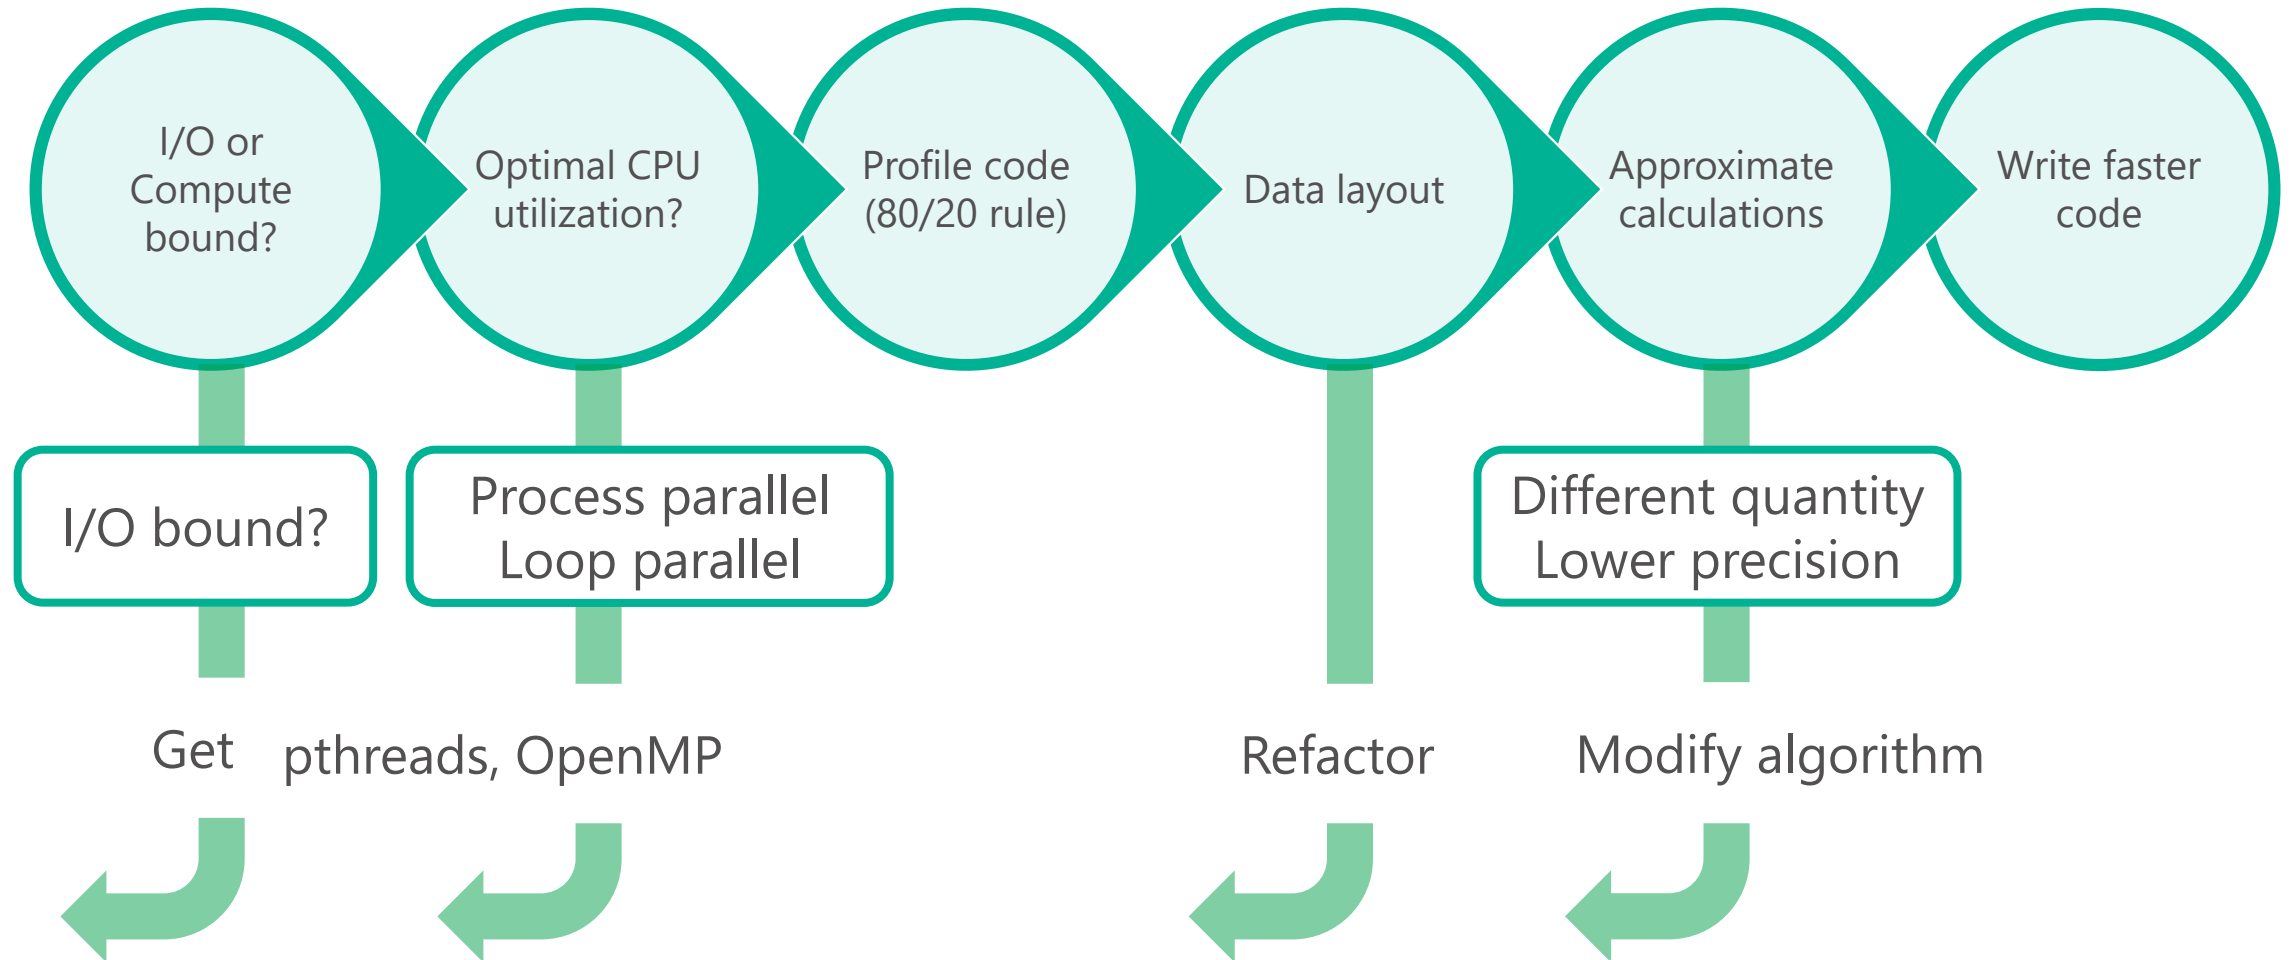 I/O or
Compute
bound?
Optimal CPU
utilization?
Profile code
(80/20 rule)
Data layout
Approximate
calculations
Write faster
code
I/O bound?
Process parallel
Loop parallel
Different quantity
Lower precision
Get
pthreads, OpenMP
Refactor
Modify algorithm